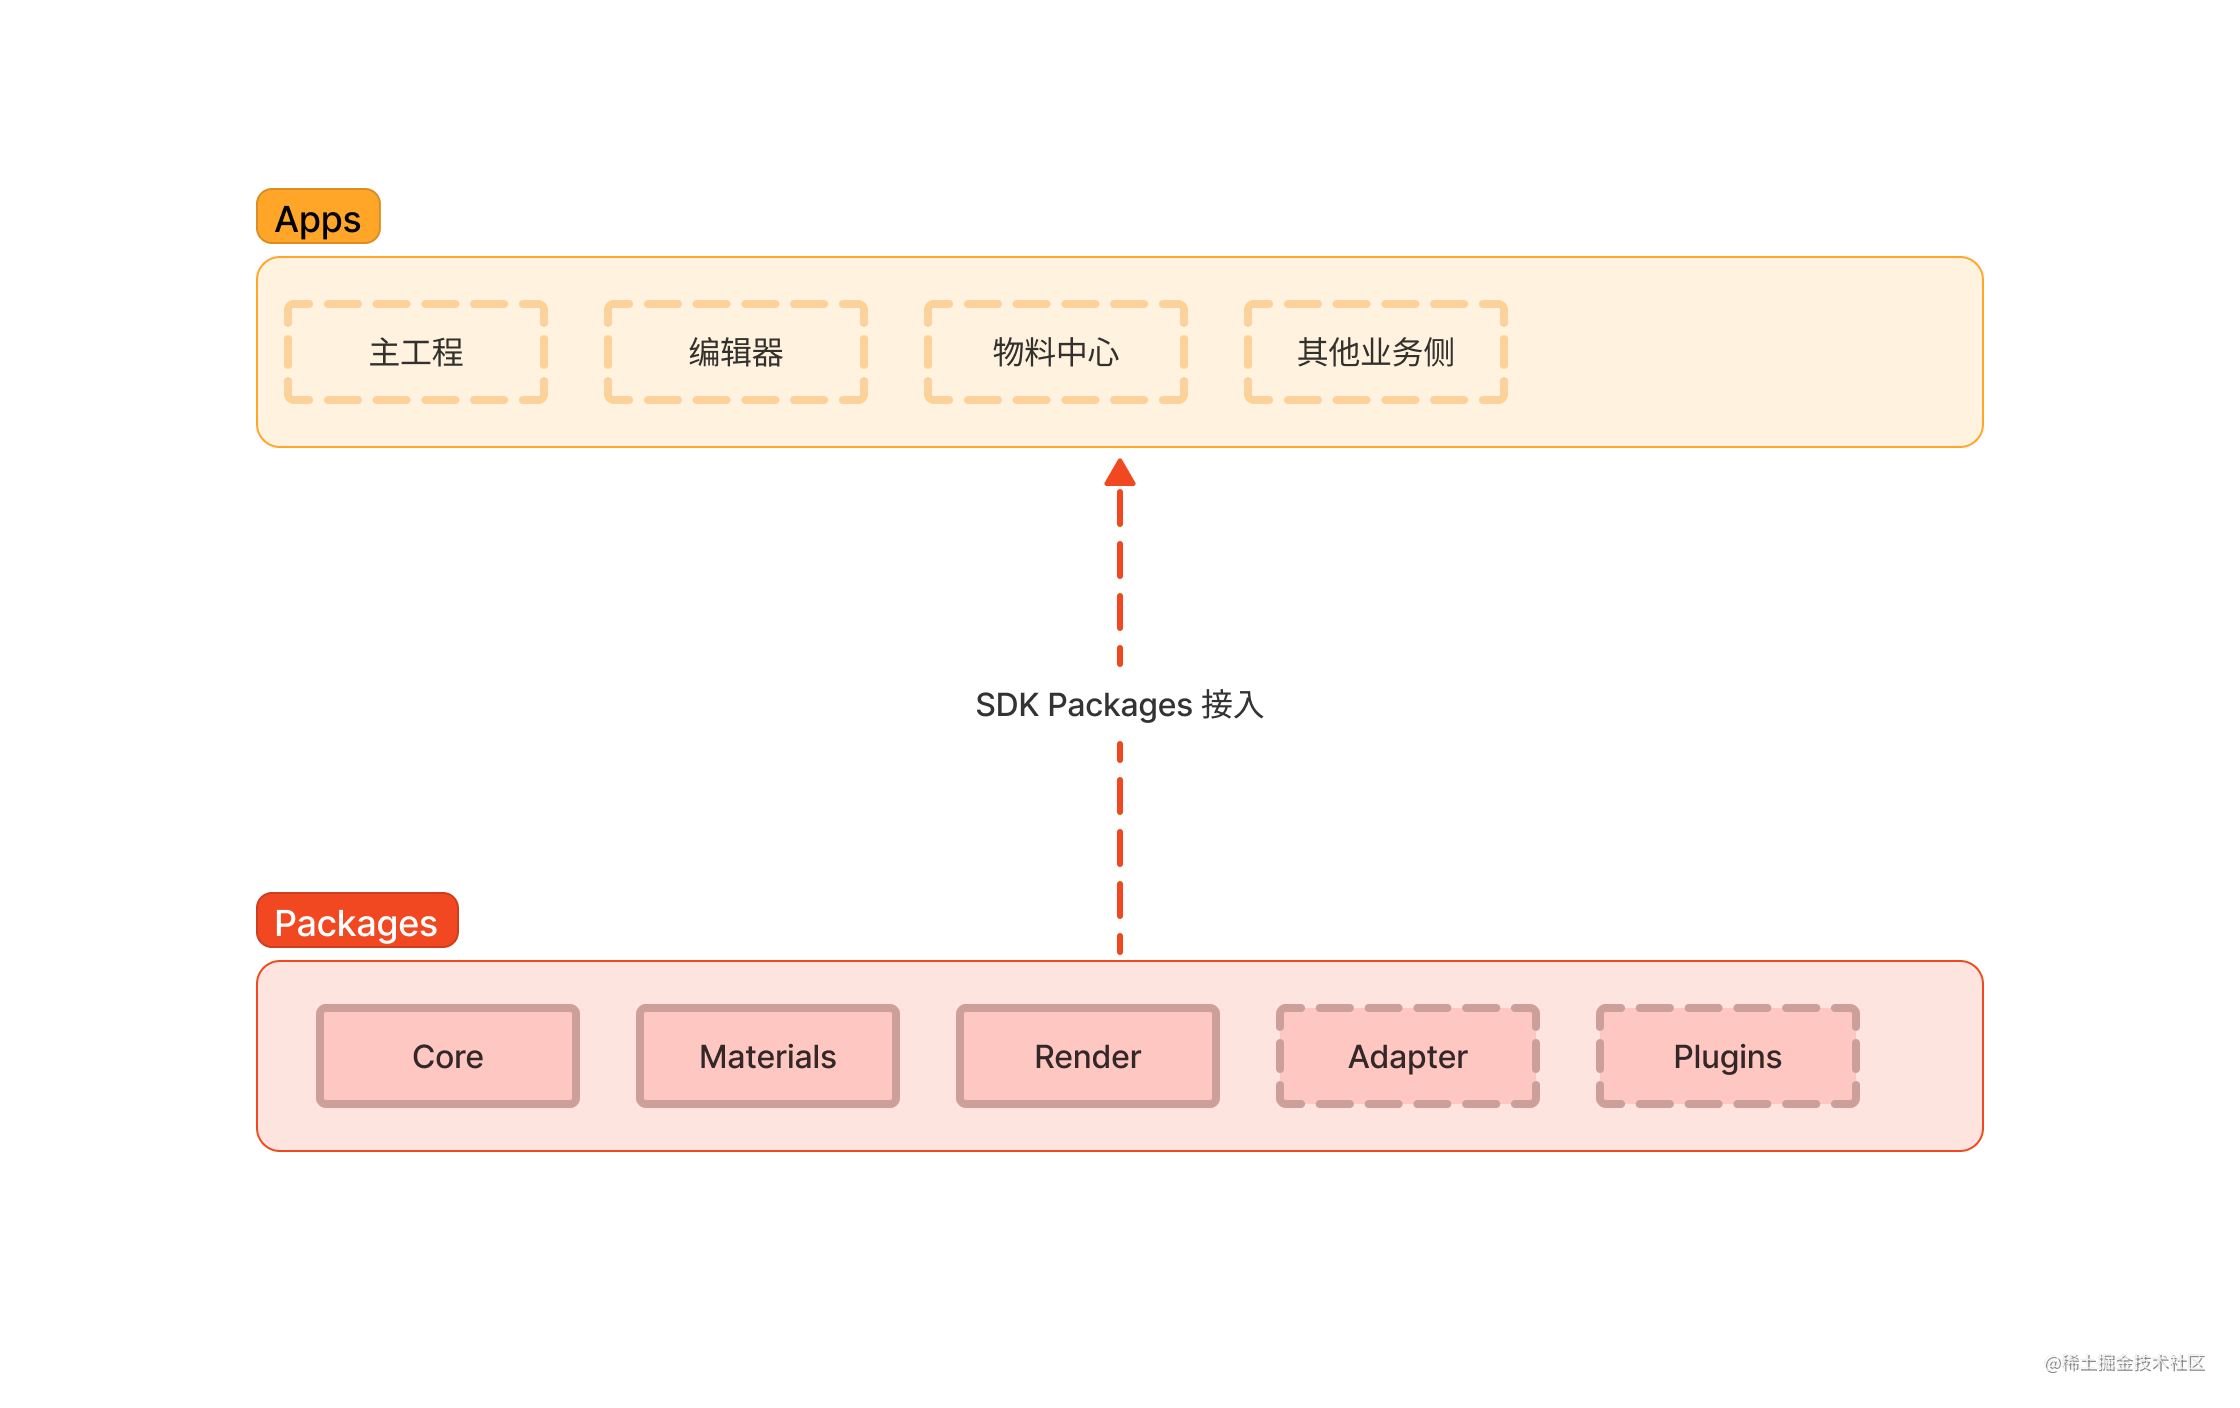 Apps
主工程
编辑器
物料中心
其他业务侧
SDK Packages 接入
Packages
Core
Materials
Render
Adapter
Plugins
@稀土掘金技术社区